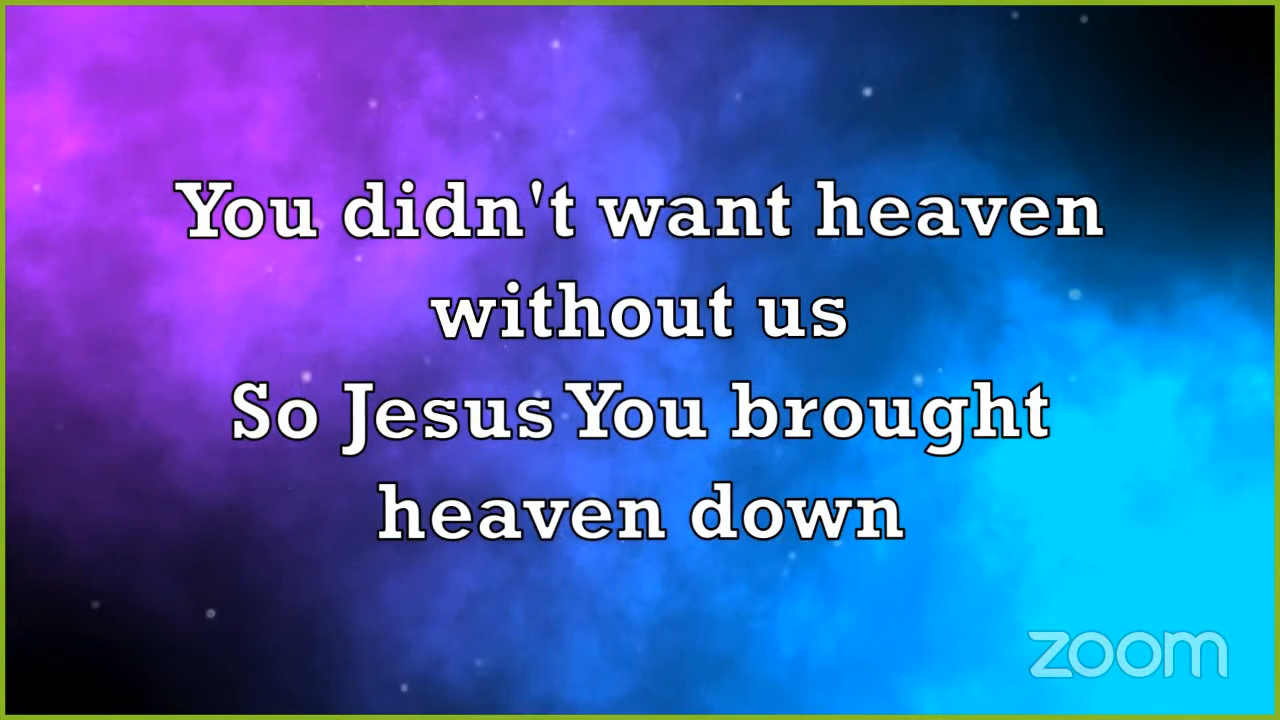 You didn't want heaven
without us
So Jesus You brought
heaven down
zoom